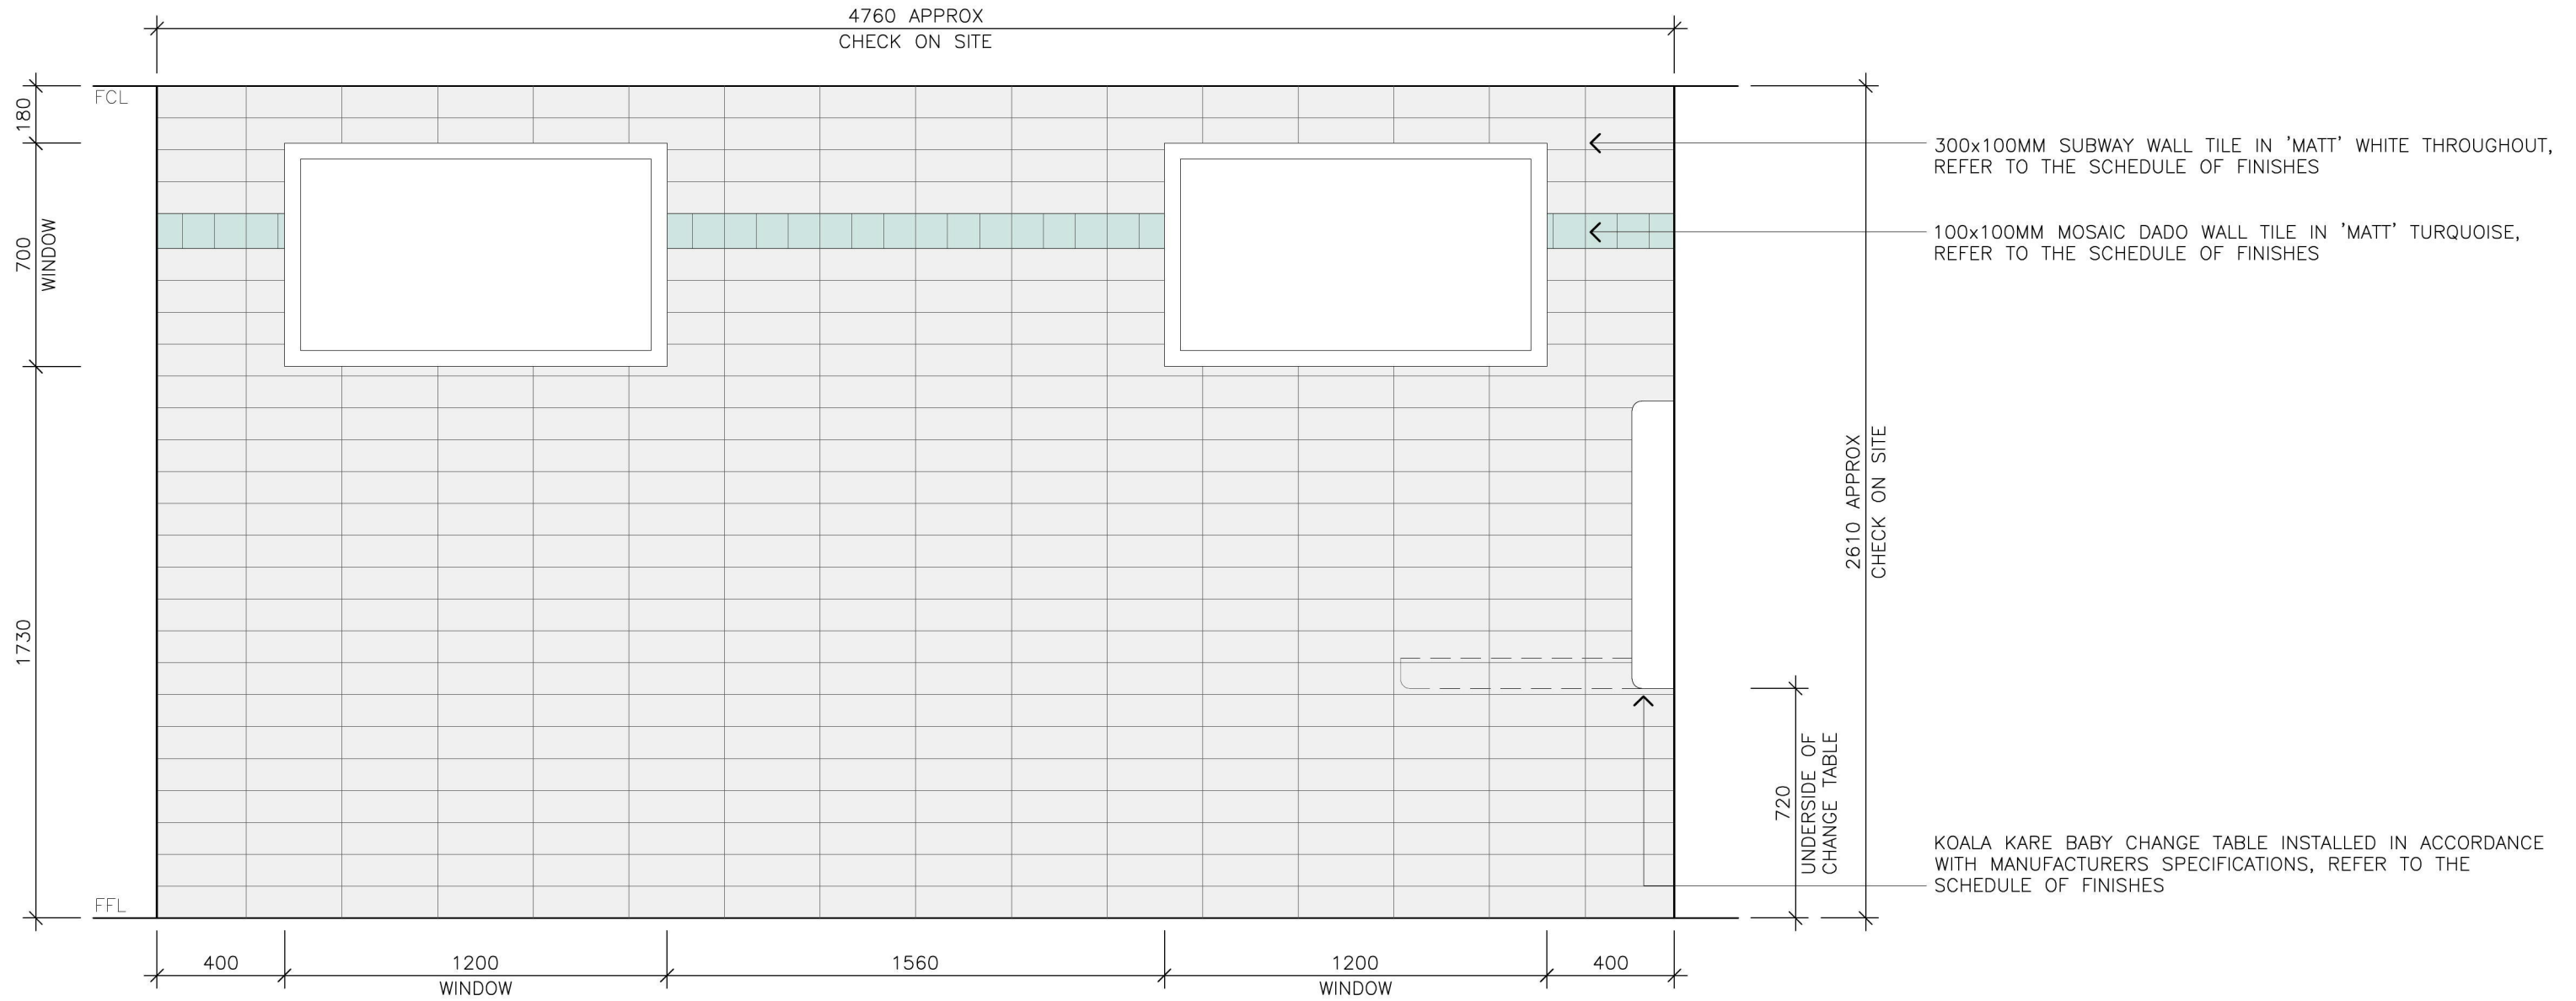 4760 APPROX
CHECK ON SITE
FCL
180
700
WINDOW
1730
FFL
300x100MM SUBWAY WALL TILE IN 'MATT' WHITE THROUGHOUT,
REFER TO THE SCHEDULE OF FINISHES
100x100MM MOSAIC DADO WALL TILE IN 'MATT' TURQUOISE,
REFER TO THE SCHEDULE OF FINISHES
2610 APPROX
CHECK ON SITE
720
UNDERSIDE OF
CHANGE TABLE
KOALA KARE BABY CHANGE TABLE INSTALLED IN ACCORDANCE
WITH MANUFACTURERS SPECIFICATIONS, REFER TO THE
SCHEDULE OF FINISHES
400
1200
WINDOW
1560
1200
WINDOW
400